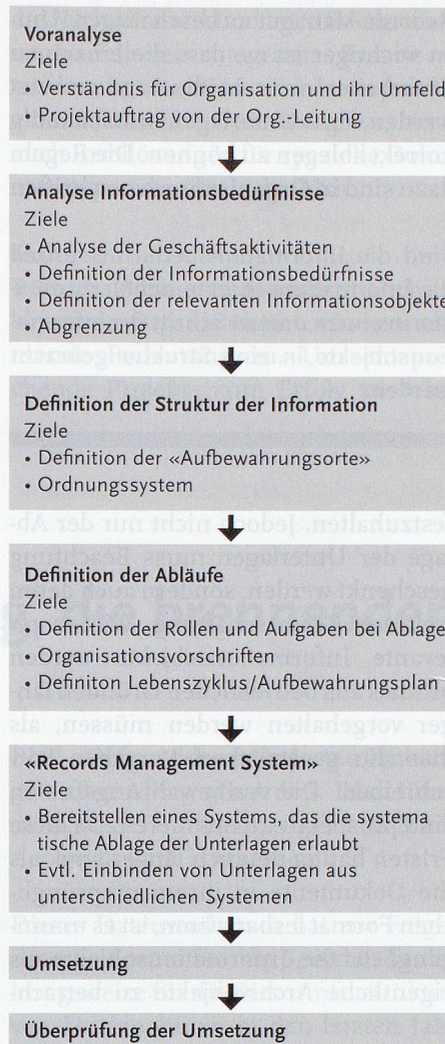 Voranalyse
Ziele
• Verständnis für Organisation und ihr Umfeld
• Projektauftrag von der Org.-Leitung
Analyse Informationsbedürfnisse
Ziele
• Analyse der Geschäftsaktivitäten
• Definition der Informationsbedürfnisse
• Definition der relevanten Informationsobjekte
• Abgrenzung
Definition der Struktur der Information
Ziele
• Definition der «Aufbewahrungsorte»
• Ordnungssystem
Definition der Abläufe
Ziele
• Definition der Rollen und Aufgaben bei Ablage
• Organisationsvorschriften
• Definiton Lebenszyklus/Aufbewahrungsplan
«Records Management System»
Ziele
• Bereitstellen eines Systems, das die systema
tische Ablage der Unterlagen erlaubt
• Evtl. Einbinden von Unterlagen aus
unterschiedlichen Systemen
Umsetzung
Überprüfung der Umsetzung